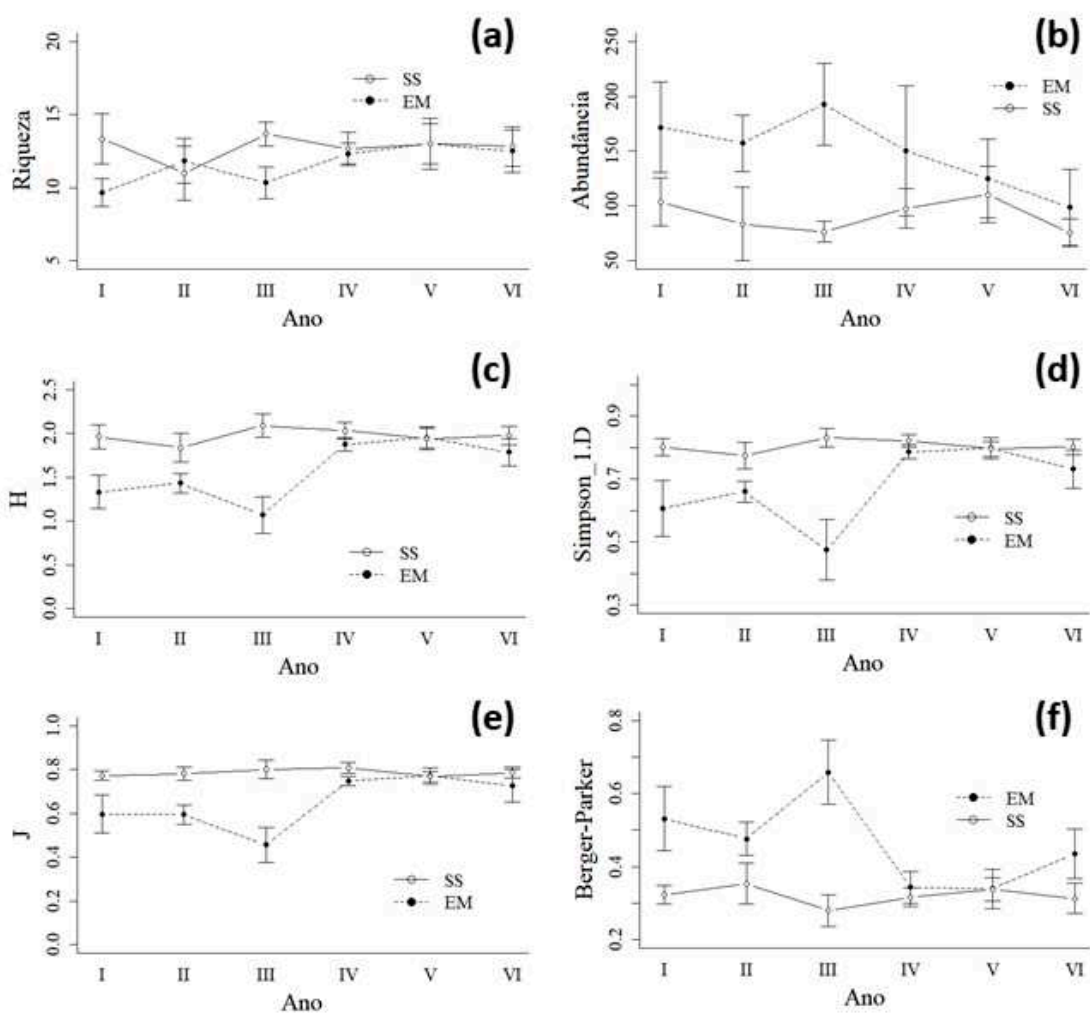 (a)
Riqueza
20
15
10
5
SS
EM
I II III IV V VI
Ano
(b)
Abundância
250
200
150
100
50
EM
SS
I II III IV V VI
Ano
(c)
H
2.5
2.0
1.5
1.0
0.5
0.0
SS
EM
I II III IV V VI
Ano
(d)
Simpson_1.D
0.9
0.7
0.5
0.3
SS
EM
I II III IV V VI
Ano
(e)
J
1.0
0.8
0.6
0.4
0.2
0.0
SS
EM
I II III IV V VI
Ano
(f)
Berger-Parker
0.8
0.6
0.4
0.2
EM
SS
I II III IV V VI
Ano